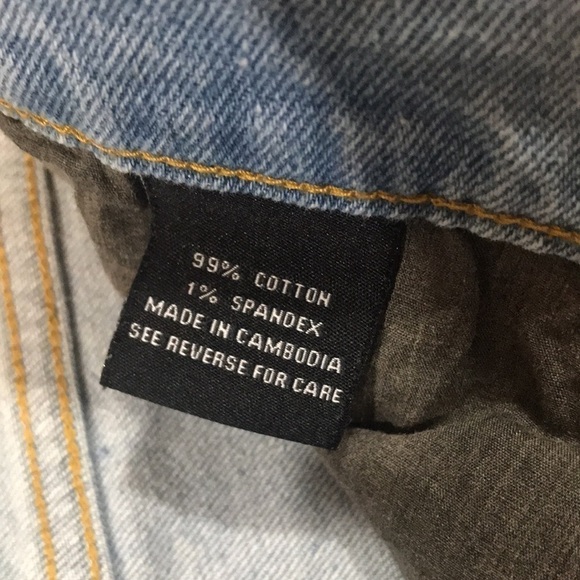 99% COTTON
1% SPANDEX
MADE IN CAMBODIA
SEE REVERSE FOR CARE